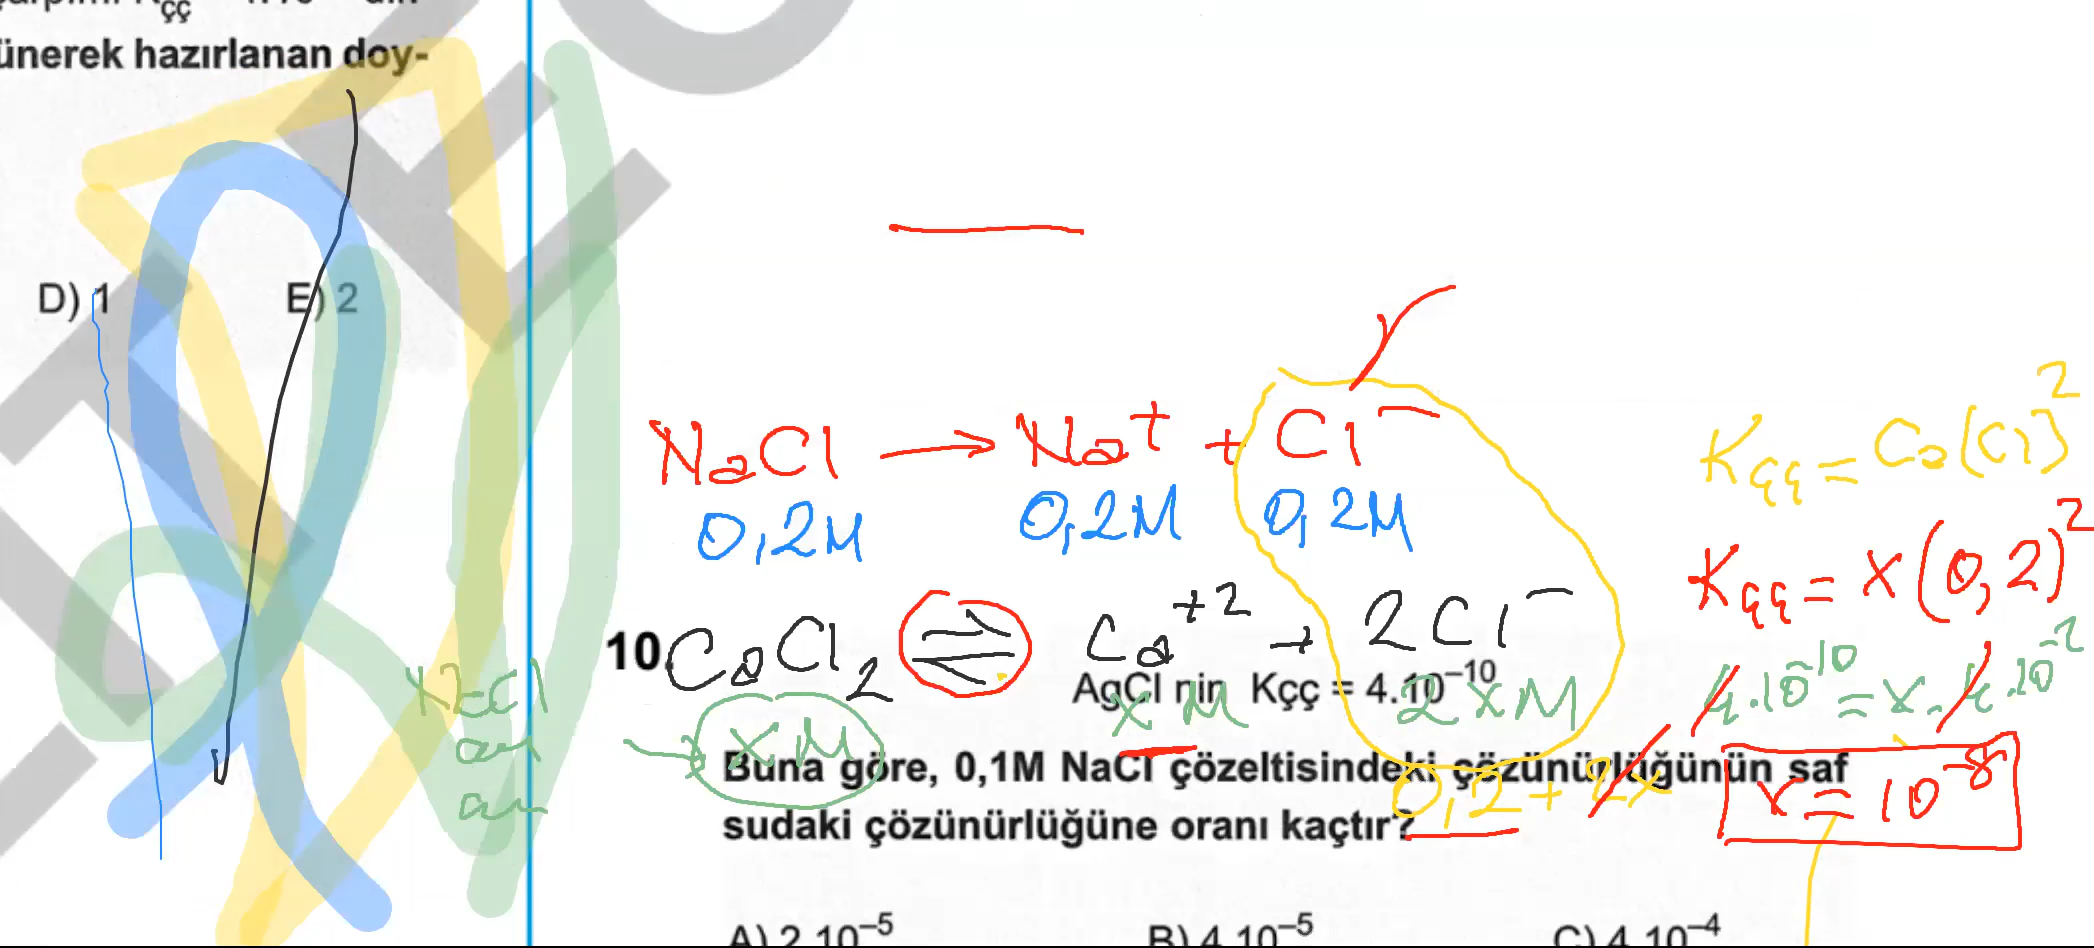 ünerek hazırlanan doy-
D) 1 E) 2
NaCl → Na⁺ + Cl⁻
0,2M 0,2M 0,2M
10. CaCl₂ ⇌ Ca⁺² + 2Cl⁻
AgCl nin Kçç = 4.10⁻¹⁰
xM xM 2xM
Buna göre, 0,1M NaCl çözeltisindeki çözünürlüğünün saf
0,2 + 2x
sudaki çözünürlüğüne oranı kaçtır?
A) 2.10⁻⁵ B) 4.10⁻⁵ C) 4.10⁻⁴
Kçç = Ca(Cl)²
Kçç = x(0,2)²
4.10⁻¹⁰ = x.4.10⁻²
x = 10⁻⁸